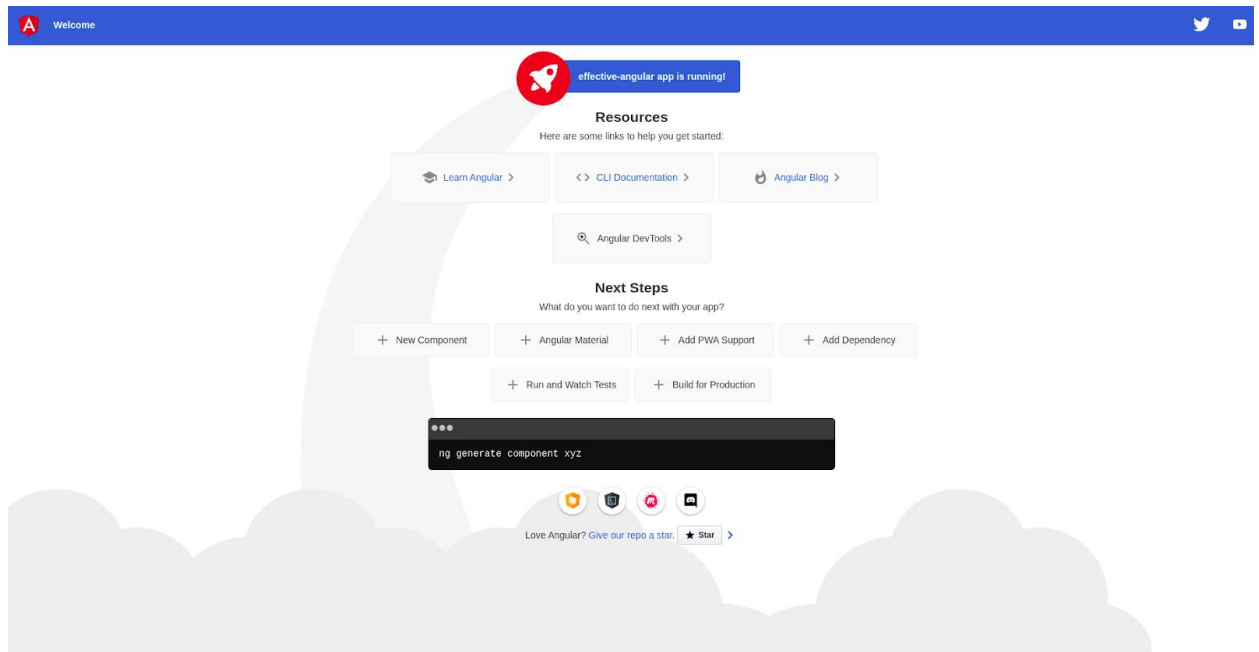 Welcome
effective-angular app is running!
Resources
Here are some links to help you get started:
Learn Angular
CLI Documentation
Angular Blog
Angular DevTools
Next Steps
What do you want to do next with your app?
New Component
Angular Material
Add PWA Support
Add Dependency
Run and Watch Tests
Build for Production
ng generate component xyz
Love Angular? Give our repo a star. Star